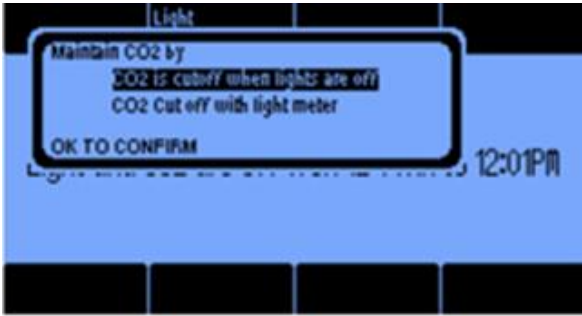 Light
Maintain CO2 by
CO2 is cutoff when lights are off
CO2 Cut off with light meter
OK TO CONFIRM
12:01PM